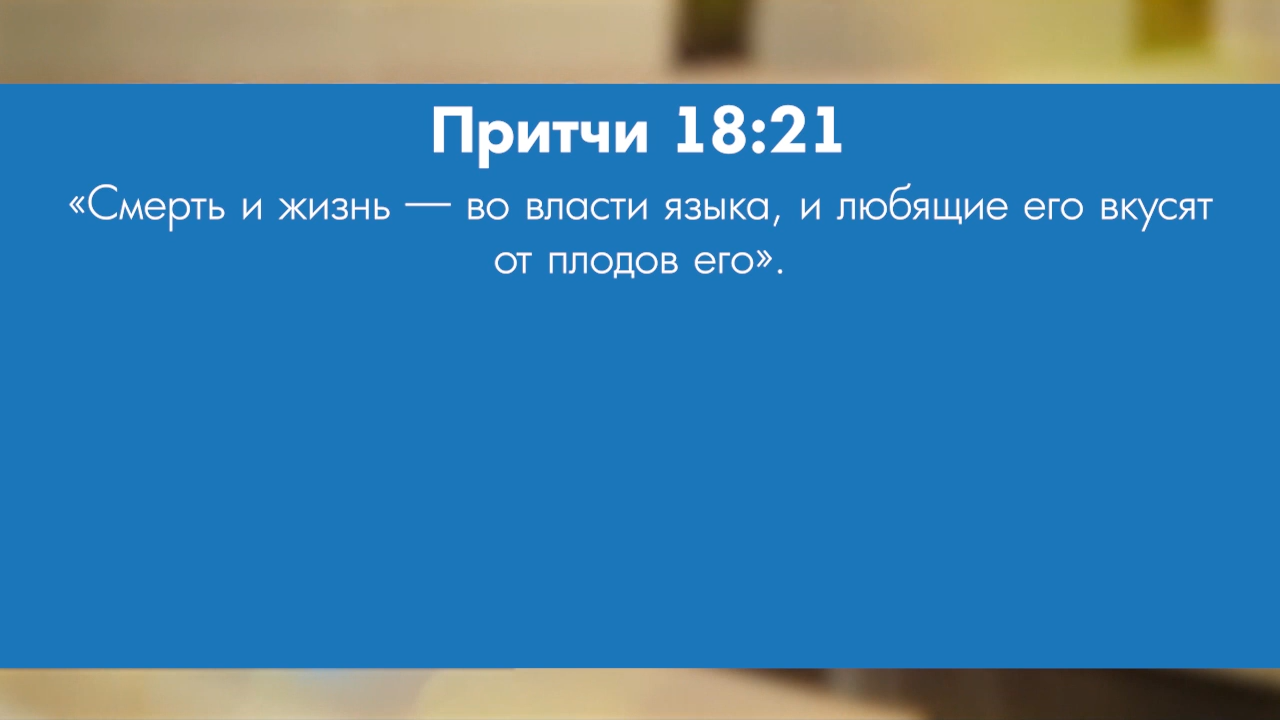 Притчи 18:21
«Смерть и жизнь — во власти языка, и любящие его вкусят
от плодов его».